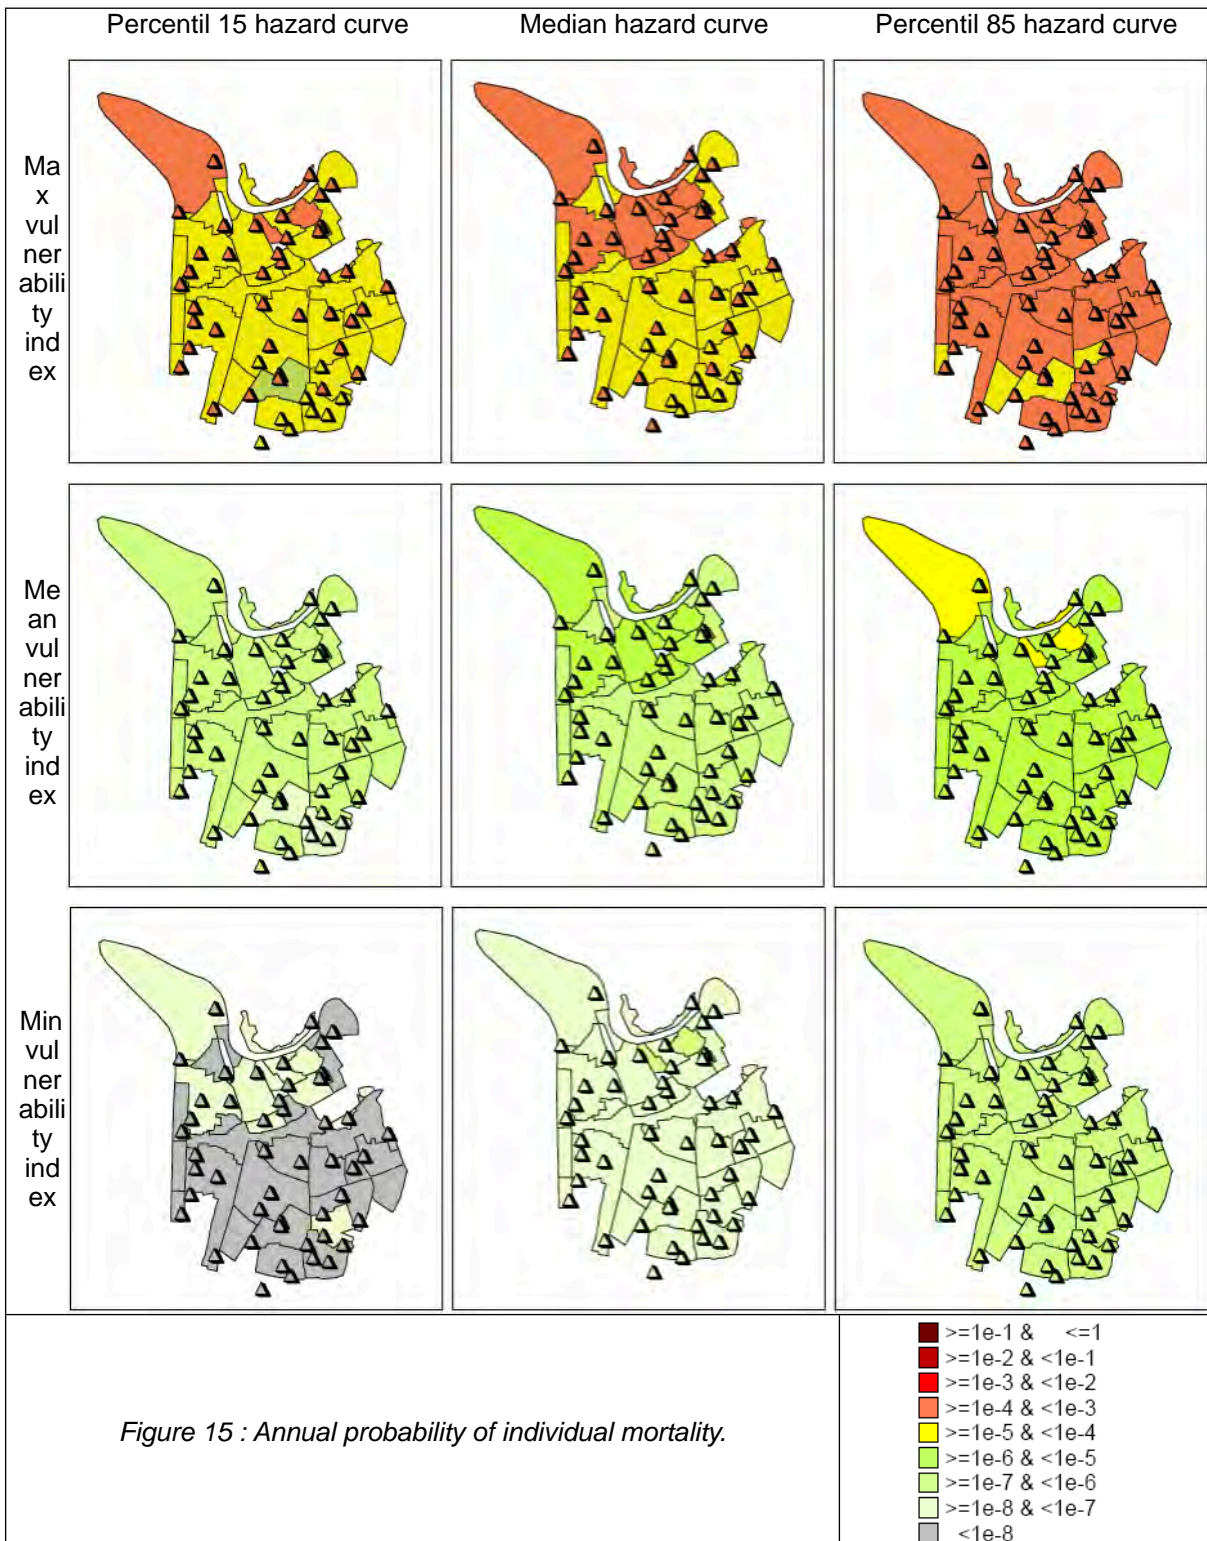 Percentil 15 hazard curve
Median hazard curve
Percentil 85 hazard curve
Ma
x
vul
ner
abili
ty
ind
ex
Me
an
vul
ner
abili
ty
ind
ex
Min
vul
ner
abili
ty
ind
ex
Figure 15 : Annual probability of individual mortality.
>=1e-1 & <=1
>=1e-2 & <1e-1
>=1e-3 & <1e-2
>=1e-4 & <1e-3
>=1e-5 & <1e-4
>=1e-6 & <1e-5
>=1e-7 & <1e-6
>=1e-8 & <1e-7
<1e-8